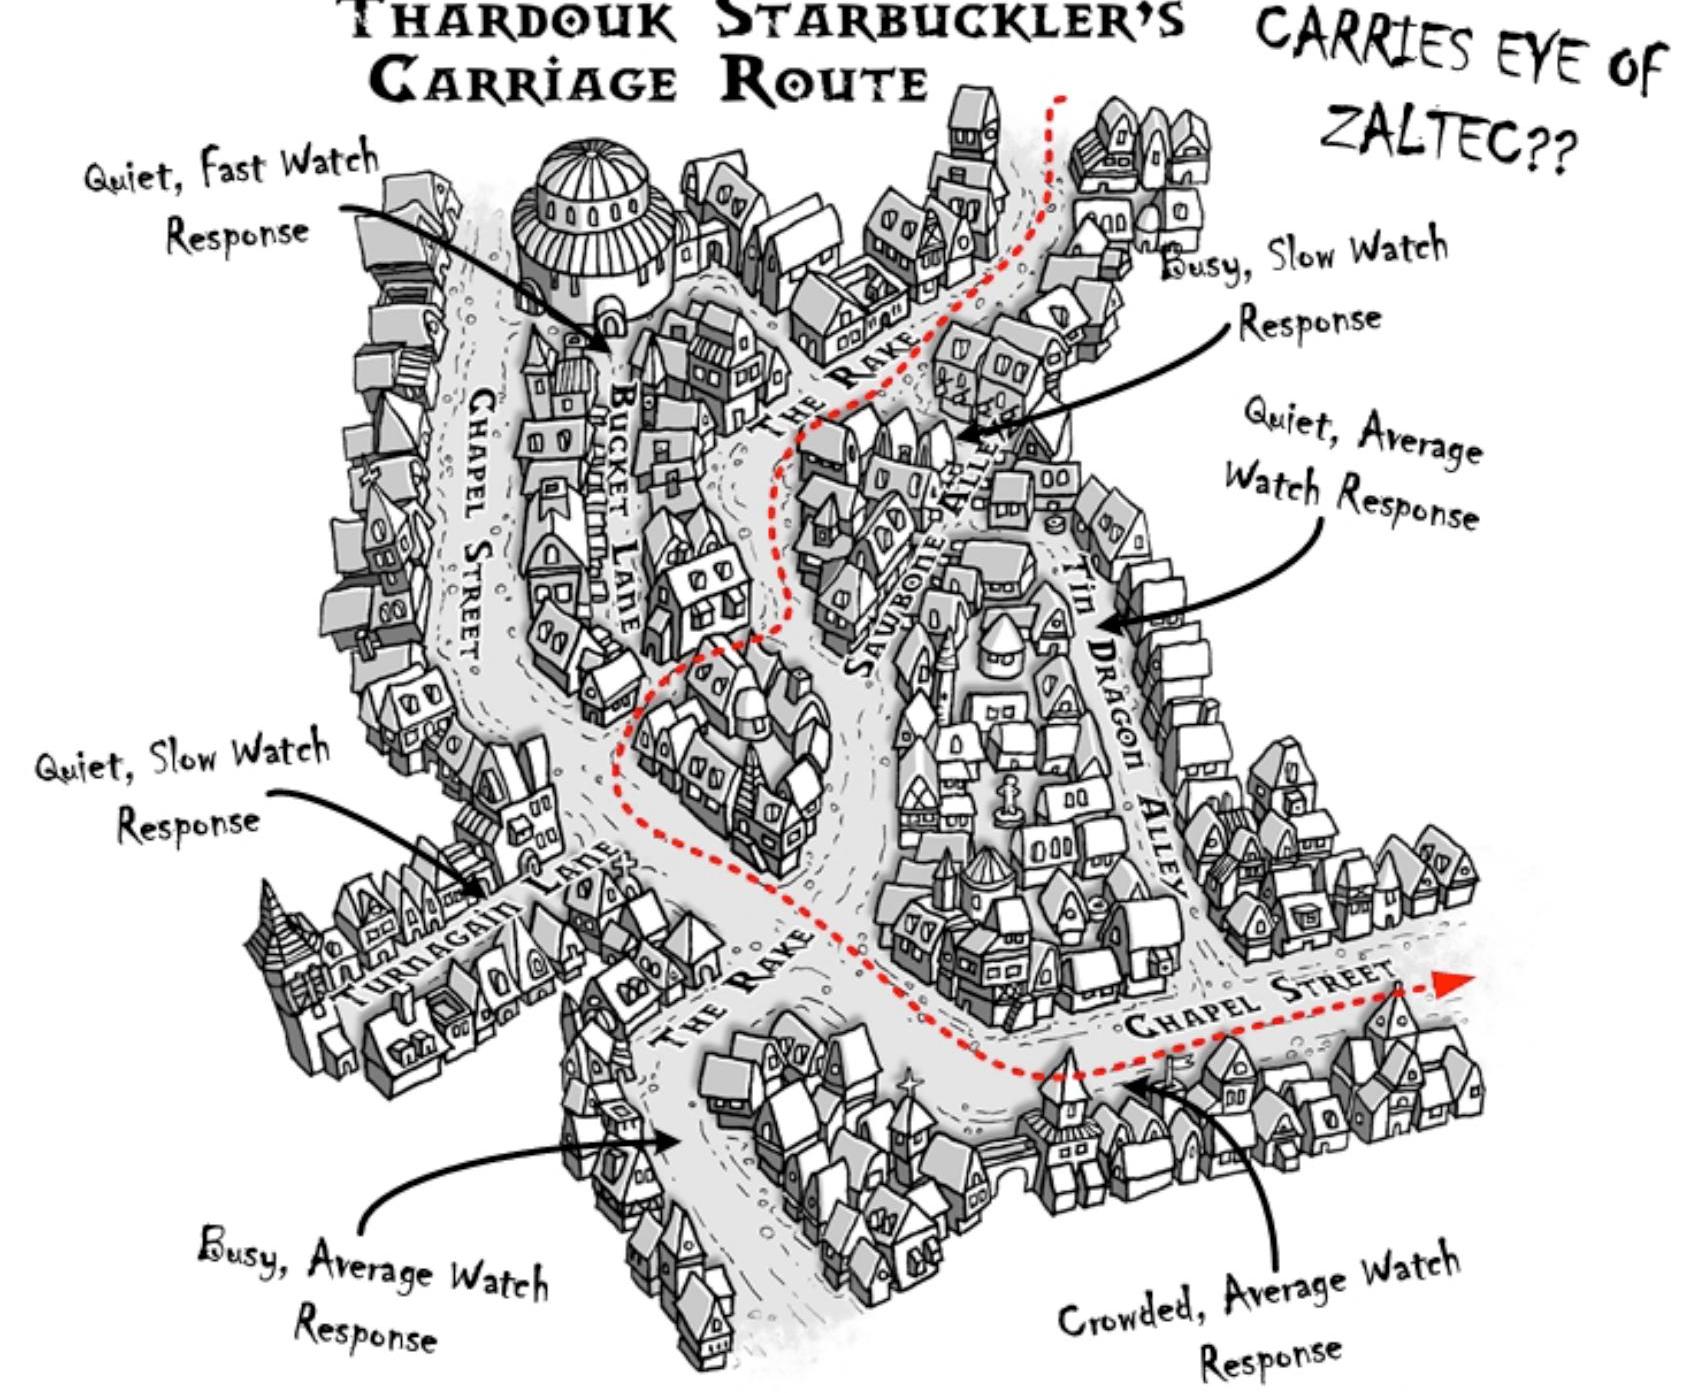 THARDOUK STARBUCKLER'S
CARRIAGE ROUTE
CARRIES EYE OF
ZALTEC??
Quiet, Fast Watch
Response
Busy, Slow Watch
Response
Quiet, Average
Watch Response
THE RAKE
BUCKET LANE
CHAPEL STREET
SAWBONE ALLEY
TIN DRAGON ALLEY
Quiet, Slow Watch
Response
TURNAGAIN LANE
THE RAKE
CHAPEL STREET
Busy, Average Watch
Response
Crowded, Average Watch
Response